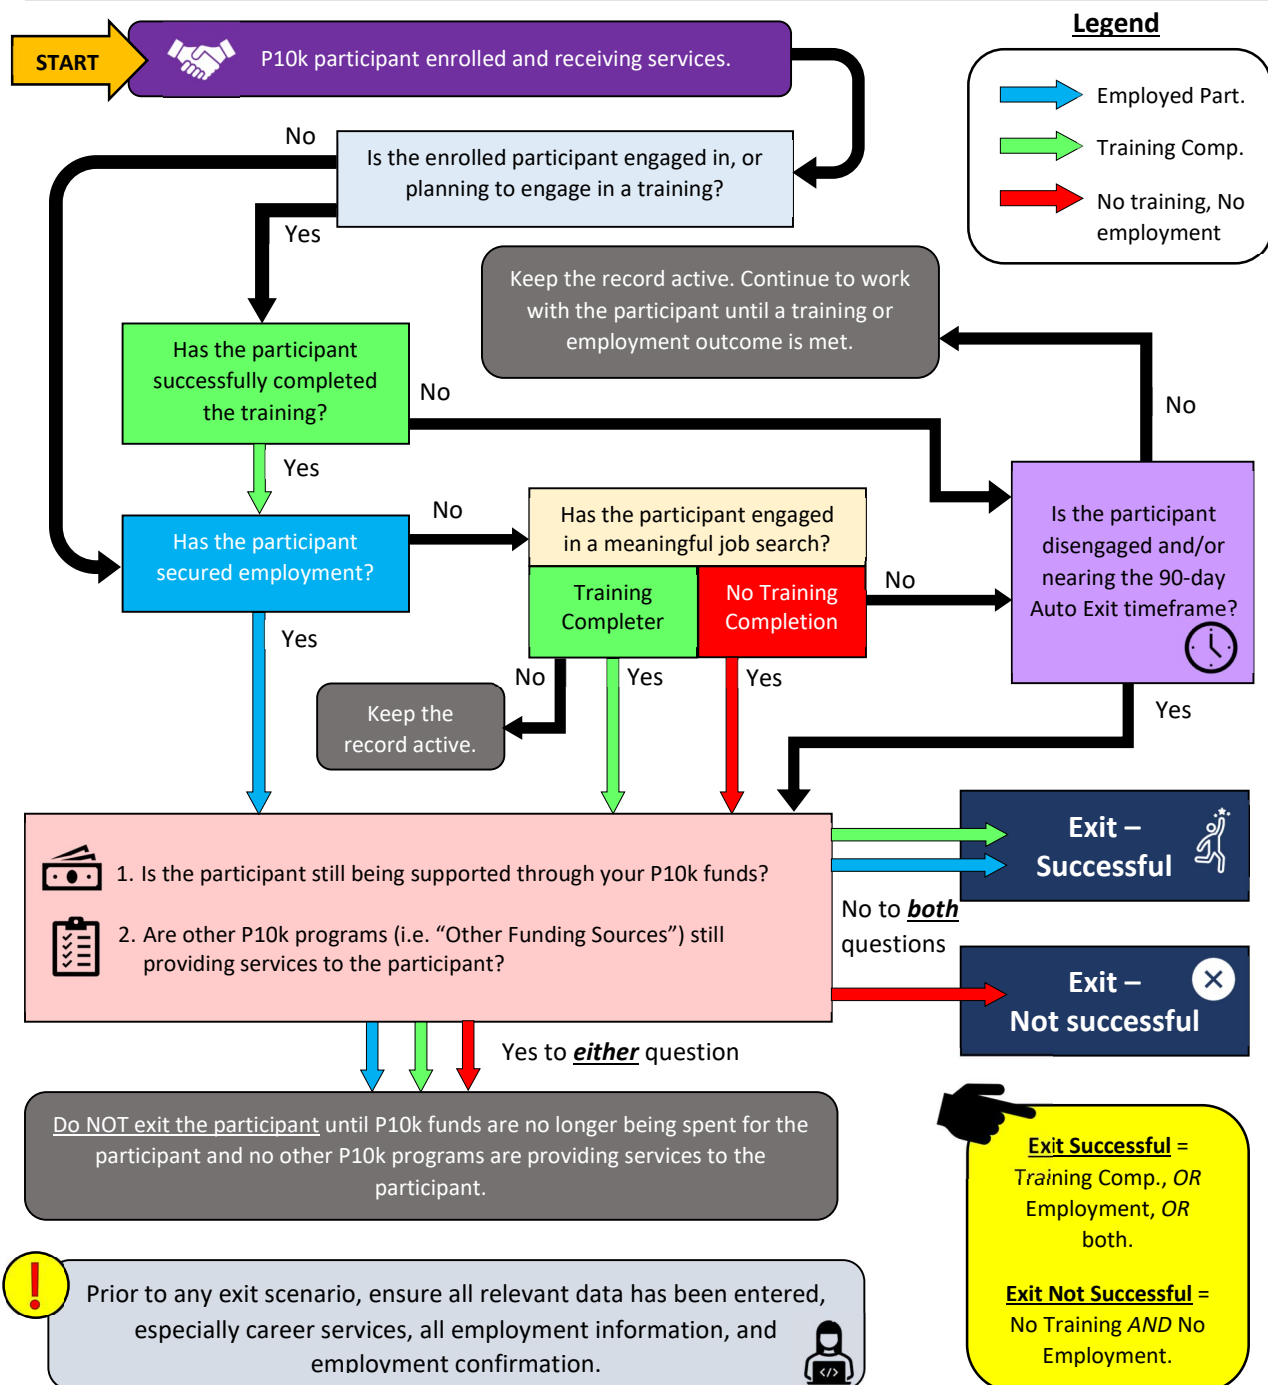 Legend
START
P10k participant enrolled and receiving services.
Employed Part.
Training Comp.
No training, No
employment
No
Is the enrolled participant engaged in, or
planning to engage in a training?
Yes
Keep the record active. Continue to work
with the participant until a training or
employment outcome is met.
Has the participant
successfully completed
the training?
No
No
Yes
Is the participant
disengaged and/or
nearing the 90-day
Auto Exit timeframe?
Has the participant
secured employment?
No
Has the participant engaged
in a meaningful job search?
Training
Completer
No Training
Completion
No
Yes
No
Yes
Yes
Yes
Keep the
record active.
1. Is the participant still being supported through your P10k funds?
2. Are other P10k programs (i.e. “Other Funding Sources”) still
providing services to the participant?
Exit –
Successful
No to both
questions
Exit –
Not successful
Yes to either question
Do NOT exit the participant until P10k funds are no longer being spent for the
participant and no other P10k programs are providing services to the
participant.
Exit Successful =
Training Comp., OR
Employment, OR
both.
Exit Not Successful =
No Training AND No
Employment.
Prior to any exit scenario, ensure all relevant data has been entered,
especially career services, all employment information, and
employment confirmation.